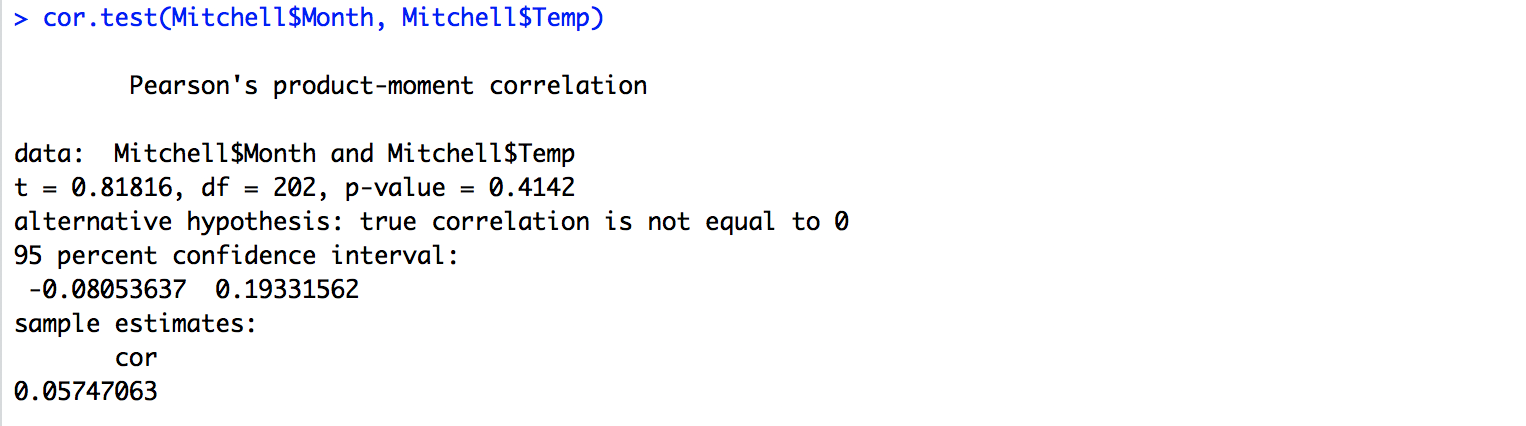 > cor.test(Mitchell$Month, Mitchell$Temp)
Pearson's product-moment correlation
data:  Mitchell$Month and Mitchell$Temp
t = 0.81816, df = 202, p-value = 0.4142
alternative hypothesis: true correlation is not equal to 0
95 percent confidence interval:
-0.08053637  0.19331562
sample estimates:
cor
0.05747063